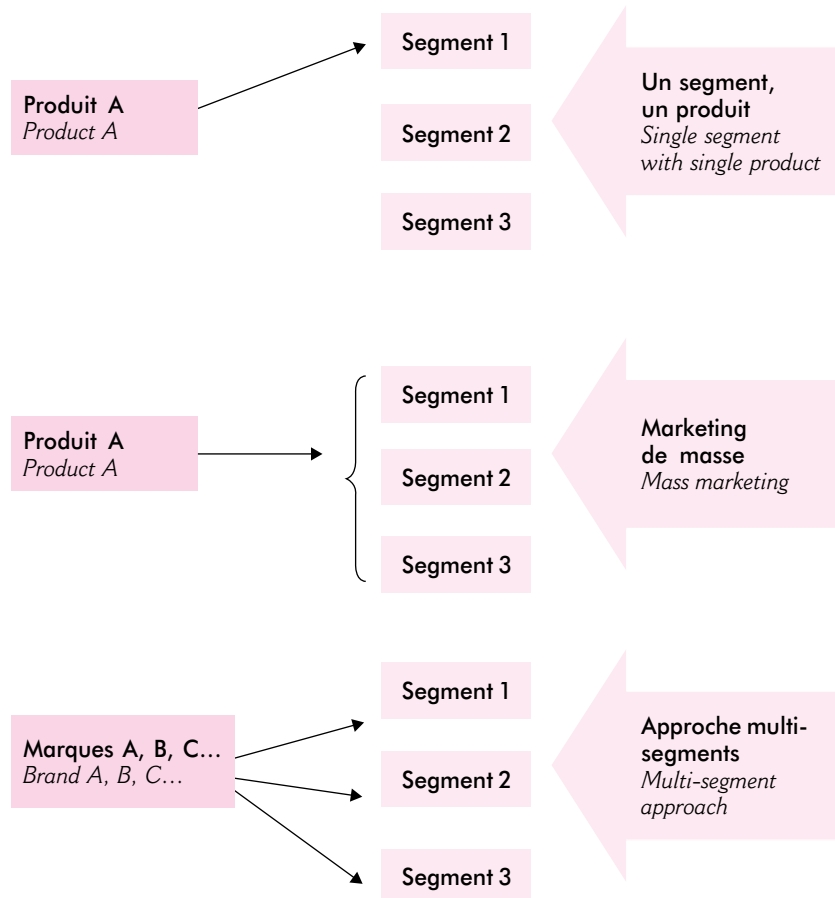 Produit A
Product A
Segment 1
Segment 2
Segment 3
Un segment,
un produit
Single segment
with single product
Produit A
Product A
Segment 1
Segment 2
Segment 3
Marketing
de masse
Mass marketing
Marques A, B, C...
Brand A, B, C...
Segment 1
Segment 2
Segment 3
Approche multi-
segments
Multi-segment
approach